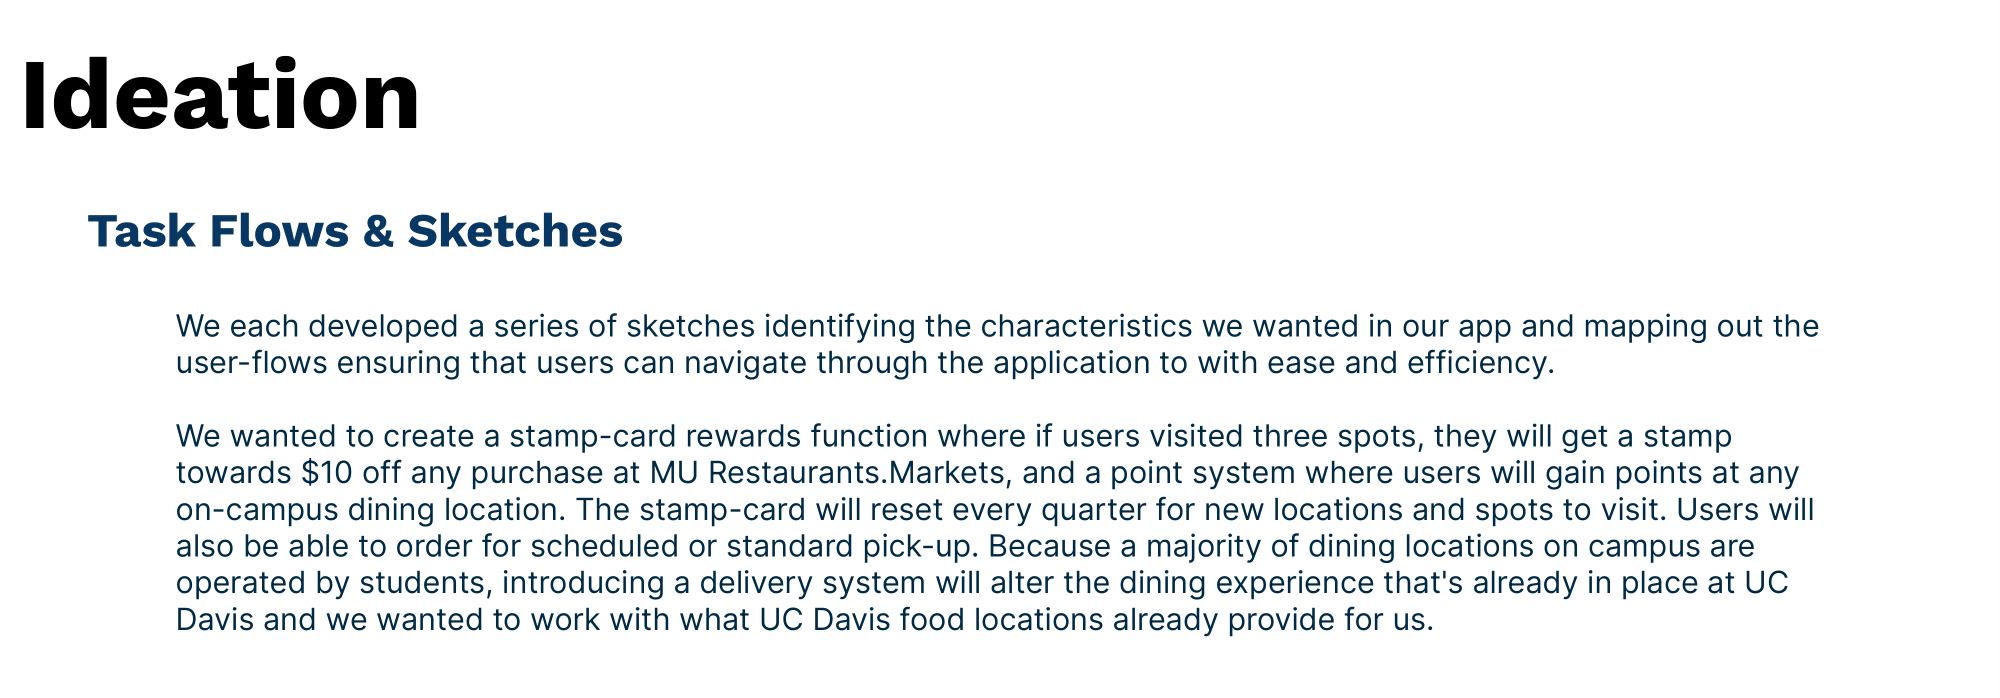 Ideation
Task Flows & Sketches
We each developed a series of sketches identifying the characteristics we wanted in our app and mapping out the
user-flows ensuring that users can navigate through the application to with ease and efficiency.
We wanted to create a stamp-card rewards function where if users visited three spots, they will get a stamp
towards $10 off any purchase at MU Restaurants.Markets, and a point system where users will gain points at any
on-campus dining location. The stamp-card will reset every quarter for new locations and spots to visit. Users will
also be able to order for scheduled or standard pick-up. Because a majority of dining locations on campus are
operated by students, introducing a delivery system will alter the dining experience that's already in place at UC
Davis and we wanted to work with what UC Davis food locations already provide for us.